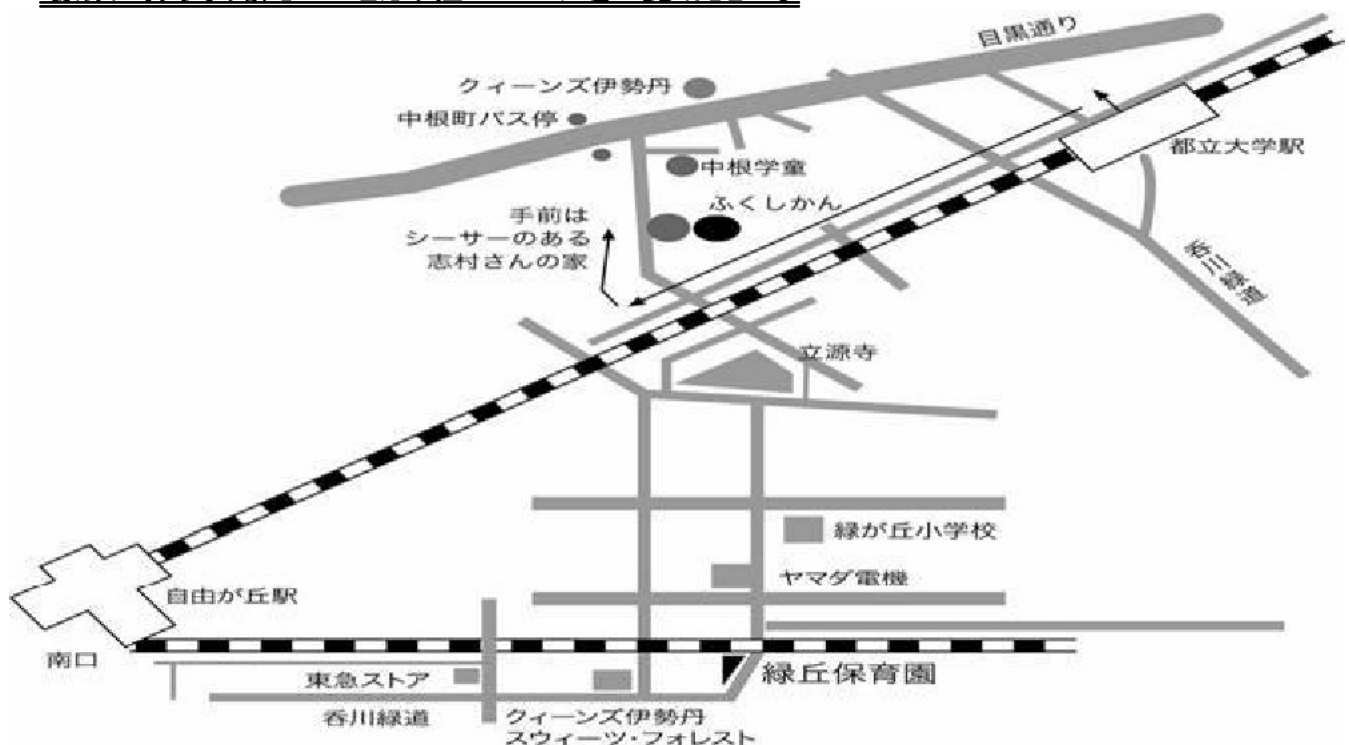 目黒通り
クィーンズ伊勢丹
中根町バス停
都立大学駅
中根学童
ふくしかん
手前は
シーサーのある
志村さんの家
呑川緑道
立源寺
緑が丘小学校
ヤマダ電機
自由が丘駅
南口
緑丘保育園
東急ストア
呑川緑道
クィーンズ伊勢丹
スウィーツ・フォレスト